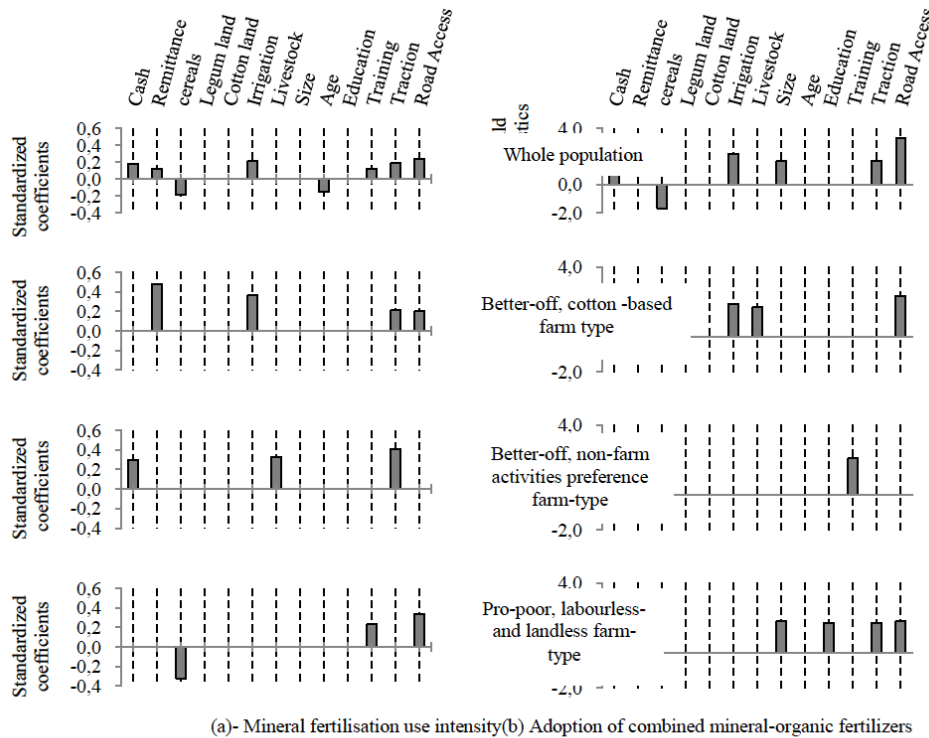 Cash
Remittance
cereals
Legum land
Cotton land
Irrigation
Livestock
Size
Age
Education
Training
Traction
Road Access
Cash
Remittance
cereals
Legum land
Cotton land
Irrigation
Livestock
Size
Age
Education
Training
Traction
Road Access
Standardized
coefficients
0,6
0,4
0,2
0,0
-0,2
-0,4
ld
tics
4,0
Whole population
0,0
-2,0
Standardized
coefficients
0,6
0,4
0,2
0,0
-0,2
-0,4
4,0
Better-off, cotton -based
farm type
-2,0
Standardized
coefficients
0,6
0,4
0,2
0,0
-0,2
-0,4
4,0
Better-off, non-farm
activities preference
farm-type
-2,0
Standardized
coefficients
0,6
0,4
0,2
0,0
-0,2
-0,4
4,0
Pro-poor, labourless-
and landless farm-
type
-2,0
(a)- Mineral fertilisation use intensity(b) Adoption of combined mineral-organic fertilizers